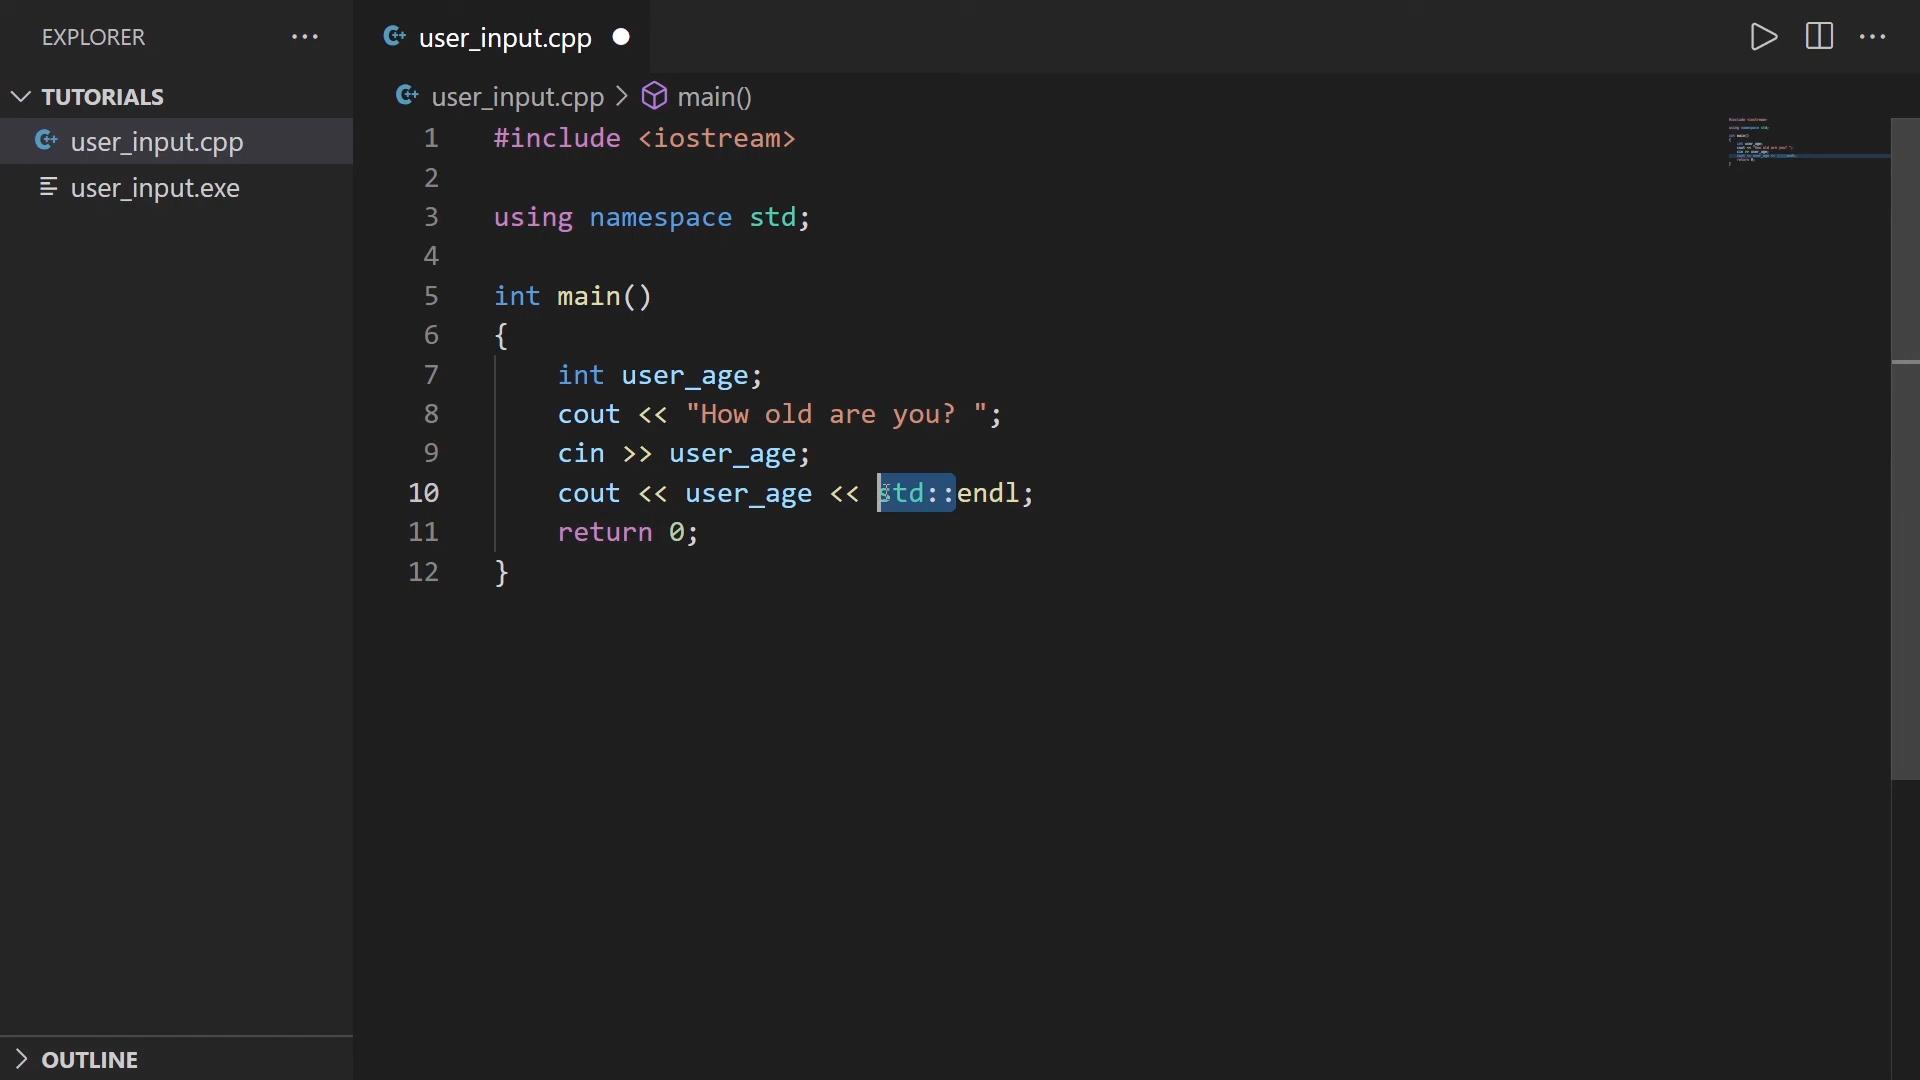 EXPLORER
TUTORIALS
user_input.cpp
user_input.exe
OUTLINE
user_input.cpp
user_input.cpp > main()
1 #include <iostream>
2
3 using namespace std;
4
5 int main()
6 {
7     int user_age;
8     cout << "How old are you? ";
9     cin >> user_age;
10     cout << user_age << std::endl;
11     return 0;
12 }